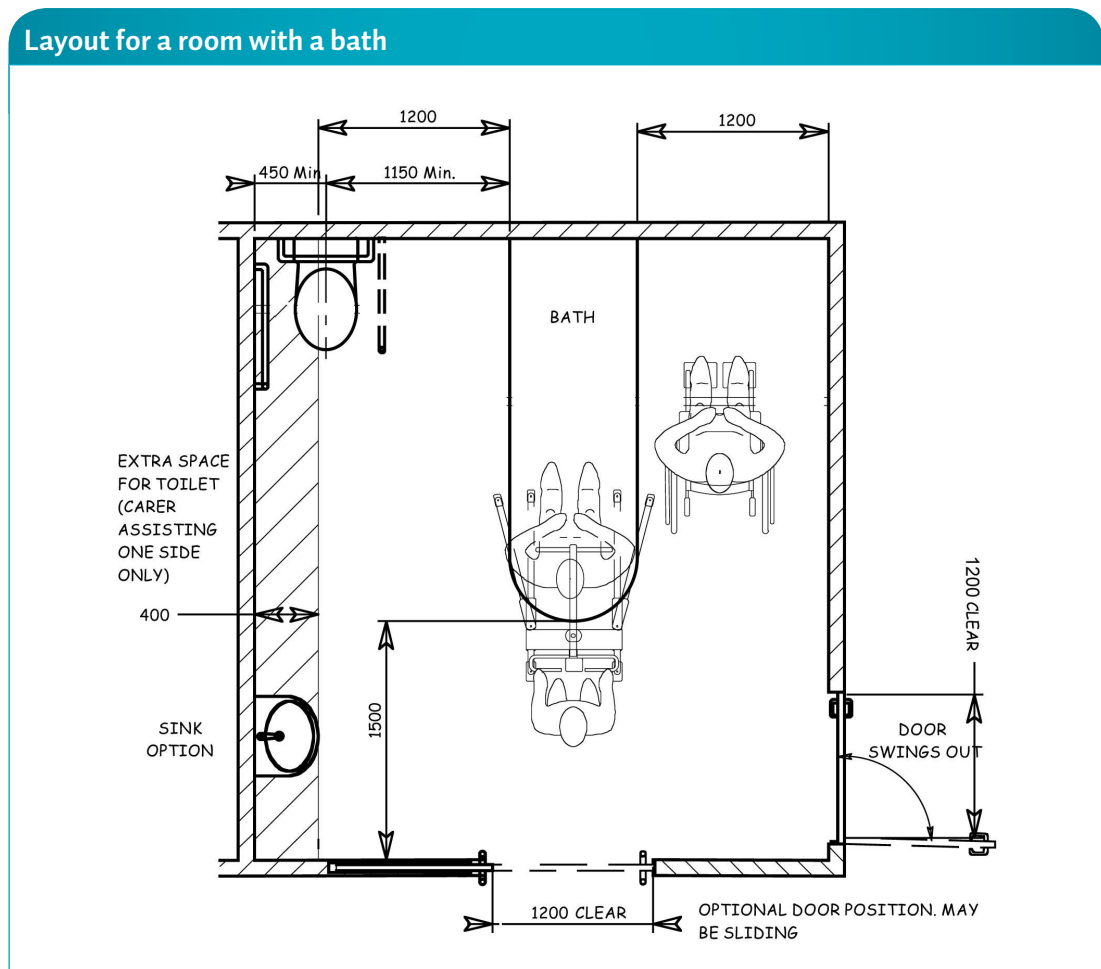 Layout for a room with a bath
1200
1200
450 Min
1150 Min.
BATH
EXTRA SPACE
FOR TOILET
(CARER
ASSISTING
ONE SIDE
ONLY)
400
1200 CLEAR
1500
SINK
OPTION
DOOR
SWINGS OUT
1200 CLEAR
OPTIONAL DOOR POSITION. MAY
BE SLIDING